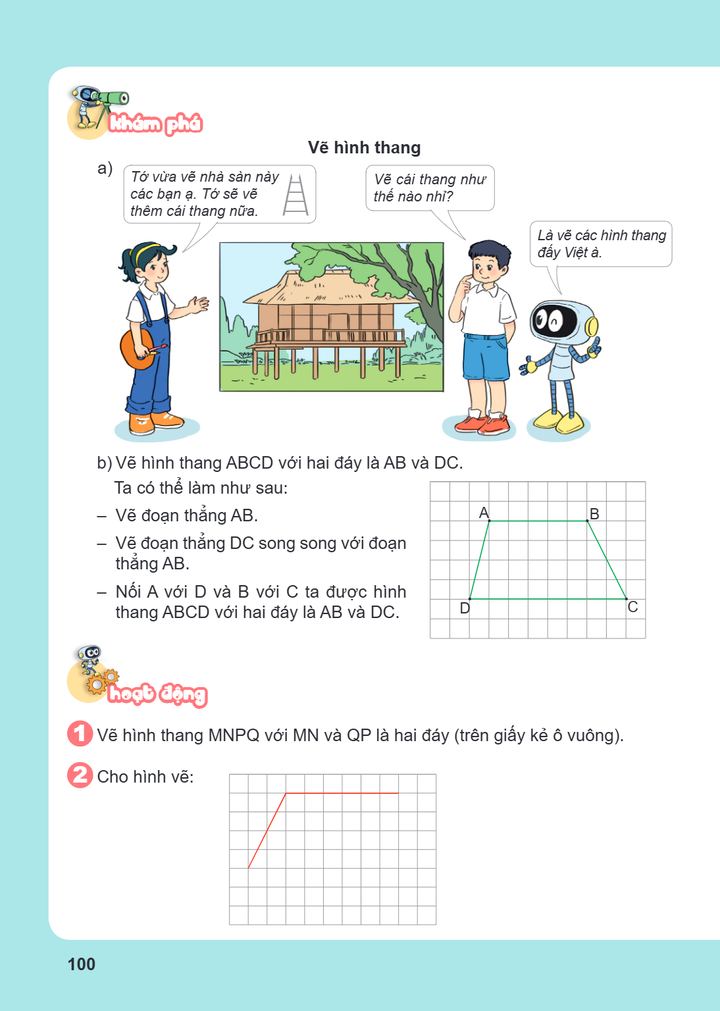 khám phá
Vẽ hình thang
a)
Tớ vừa vẽ nhà sàn này
các bạn ạ. Tớ sẽ vẽ
thêm cái thang nữa.
Vẽ cái thang như
thế nào nhỉ?
Là vẽ các hình thang
đấy Việt à.
b) Vẽ hình thang ABCD với hai đáy là AB và DC.
Ta có thể làm như sau:
– Vẽ đoạn thẳng AB.
– Vẽ đoạn thẳng DC song song với đoạn
thẳng AB.
– Nối A với D và B với C ta được hình
thang ABCD với hai đáy là AB và DC.
A
B
D
C
hoạt động
1 Vẽ hình thang MNPQ với MN và QP là hai đáy (trên giấy kẻ ô vuông).
2 Cho hình vẽ:
100